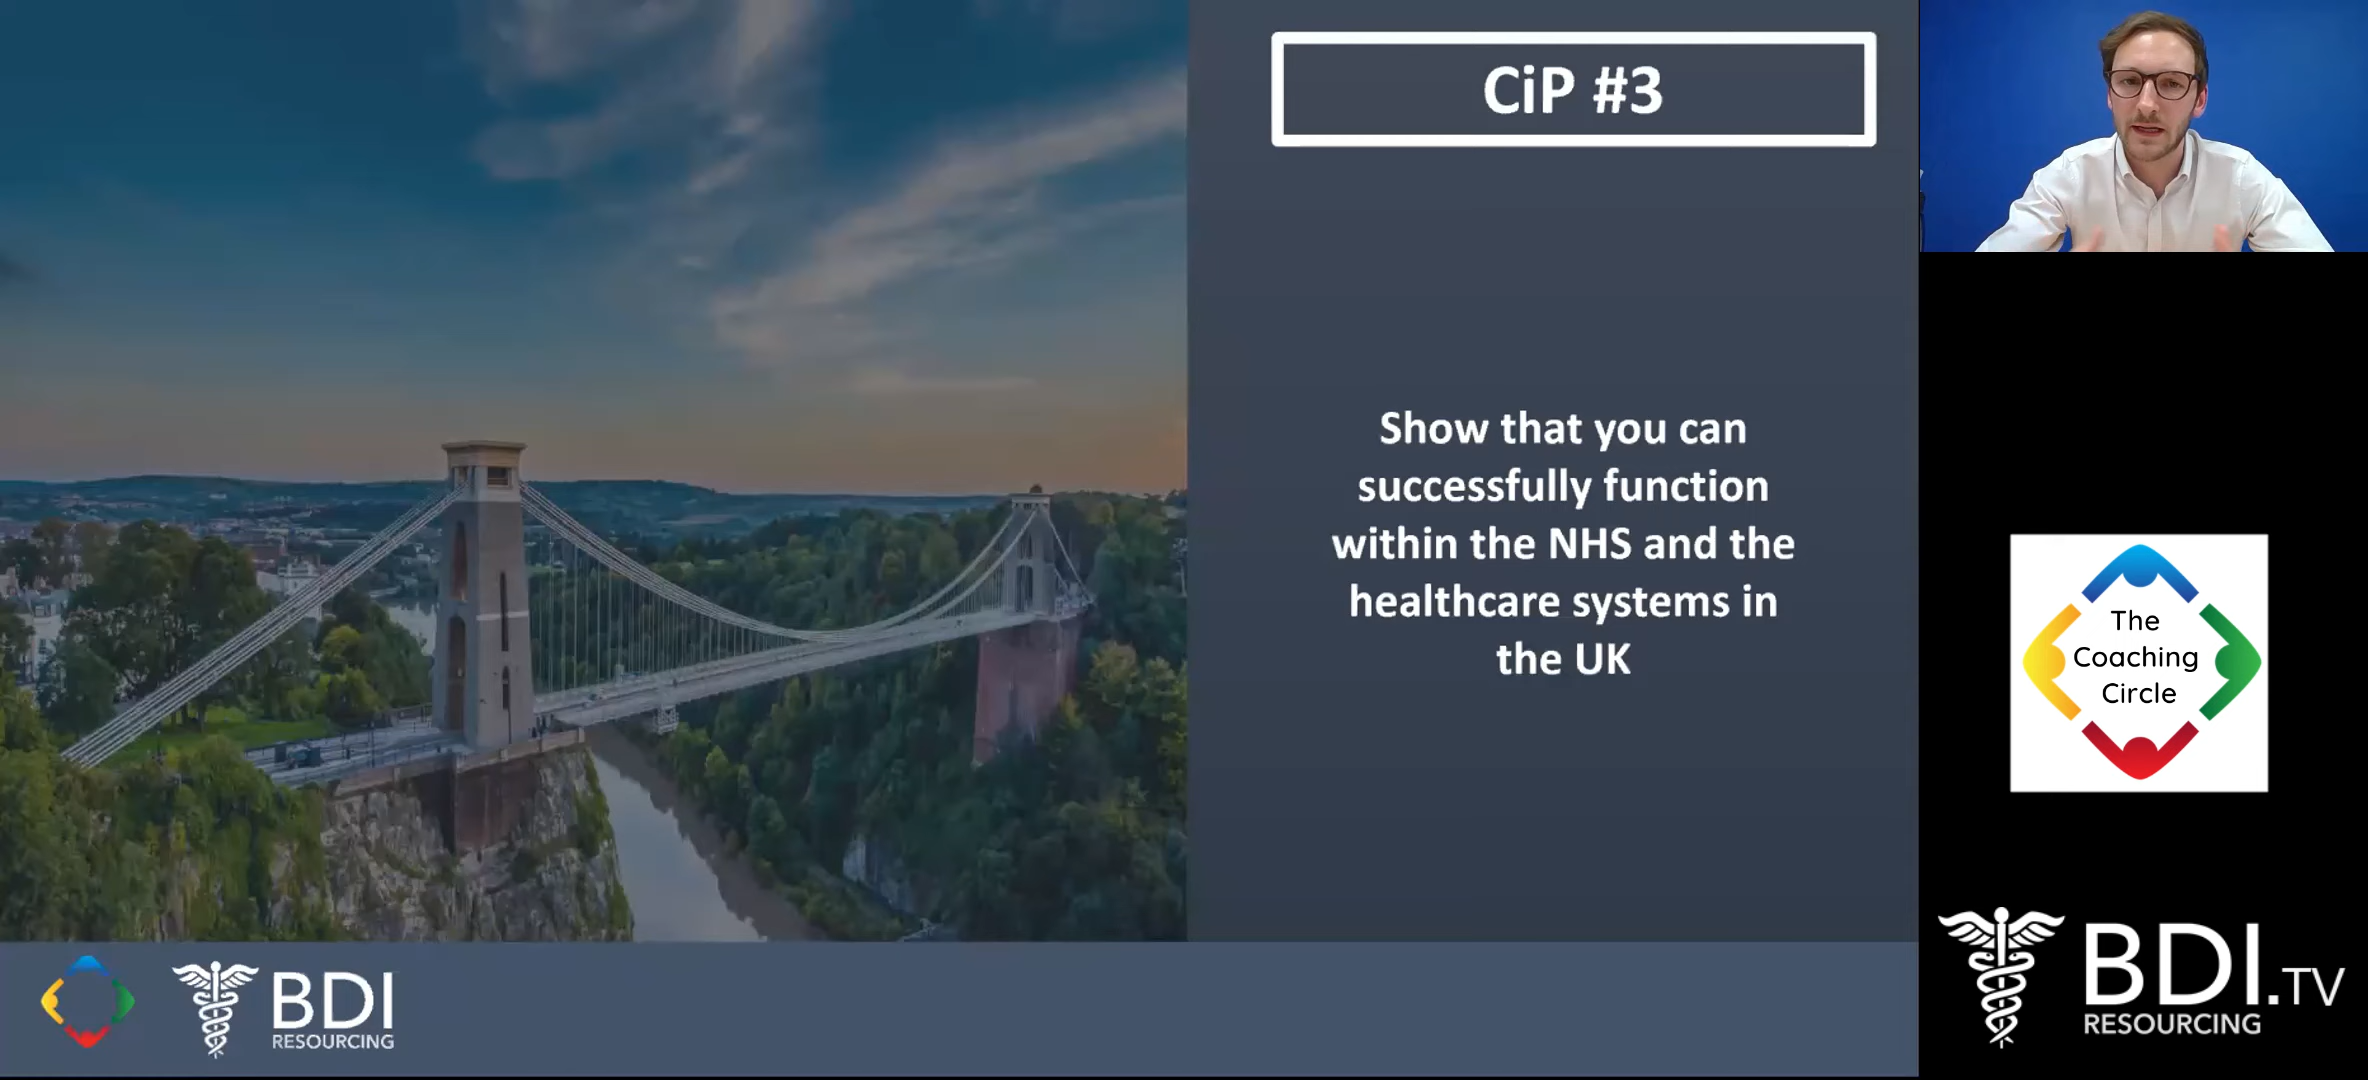 CiP #3
Show that you can
successfully function
within the NHS and the
healthcare systems in
the UK
The
Coaching
Circle
BDI
RESOURCING
BDI.TV
RESOURCING